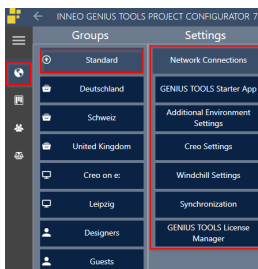 INNEO GENIUS TOOLS PROJECT CONFIGURATOR 7
Groups
Settings
Standard
Deutschland
Schweiz
United Kingdom
Creo on e:
Leipzig
Designers
Guests
Network Connections
GENIUS TOOLS Starter App
Additional Environment
Settings
Creo Settings
Windchill Settings
Synchronization
GENIUS TOOLS License
Manager